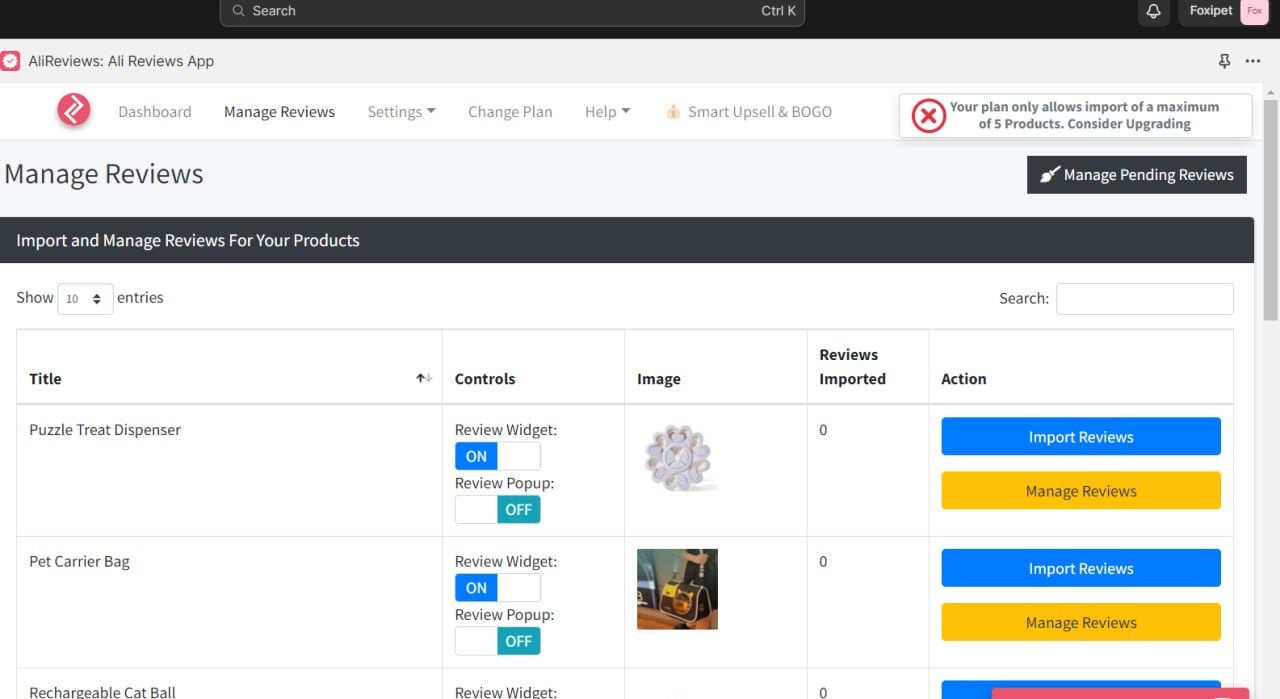 Search Ctrl K
Foxipet Fox
AliReviews: Ali Reviews App
Dashboard Manage Reviews Settings Change Plan Help Smart Upsell & BOGO
Your plan only allows import of a maximum
of 5 Products. Consider Upgrading
Manage Reviews
Manage Pending Reviews
Import and Manage Reviews For Your Products
Show 10 entries Search:
Title Controls Image Reviews
Imported Action
Puzzle Treat Dispenser Review Widget: 0 Import Reviews
ON
Review Popup: Manage Reviews
OFF
Pet Carrier Bag Review Widget: 0 Import Reviews
ON
Review Popup: Manage Reviews
OFF
Rechargeable Cat Ball Review Widget: 0